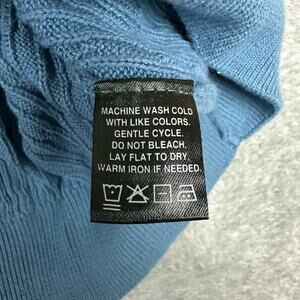 MACHINE WASH COLD
WITH LIKE COLORS.
GENTLE CYCLE.
DO NOT BLEACH.
LAY FLAT TO DRY.
WARM IRON IF NEEDED.